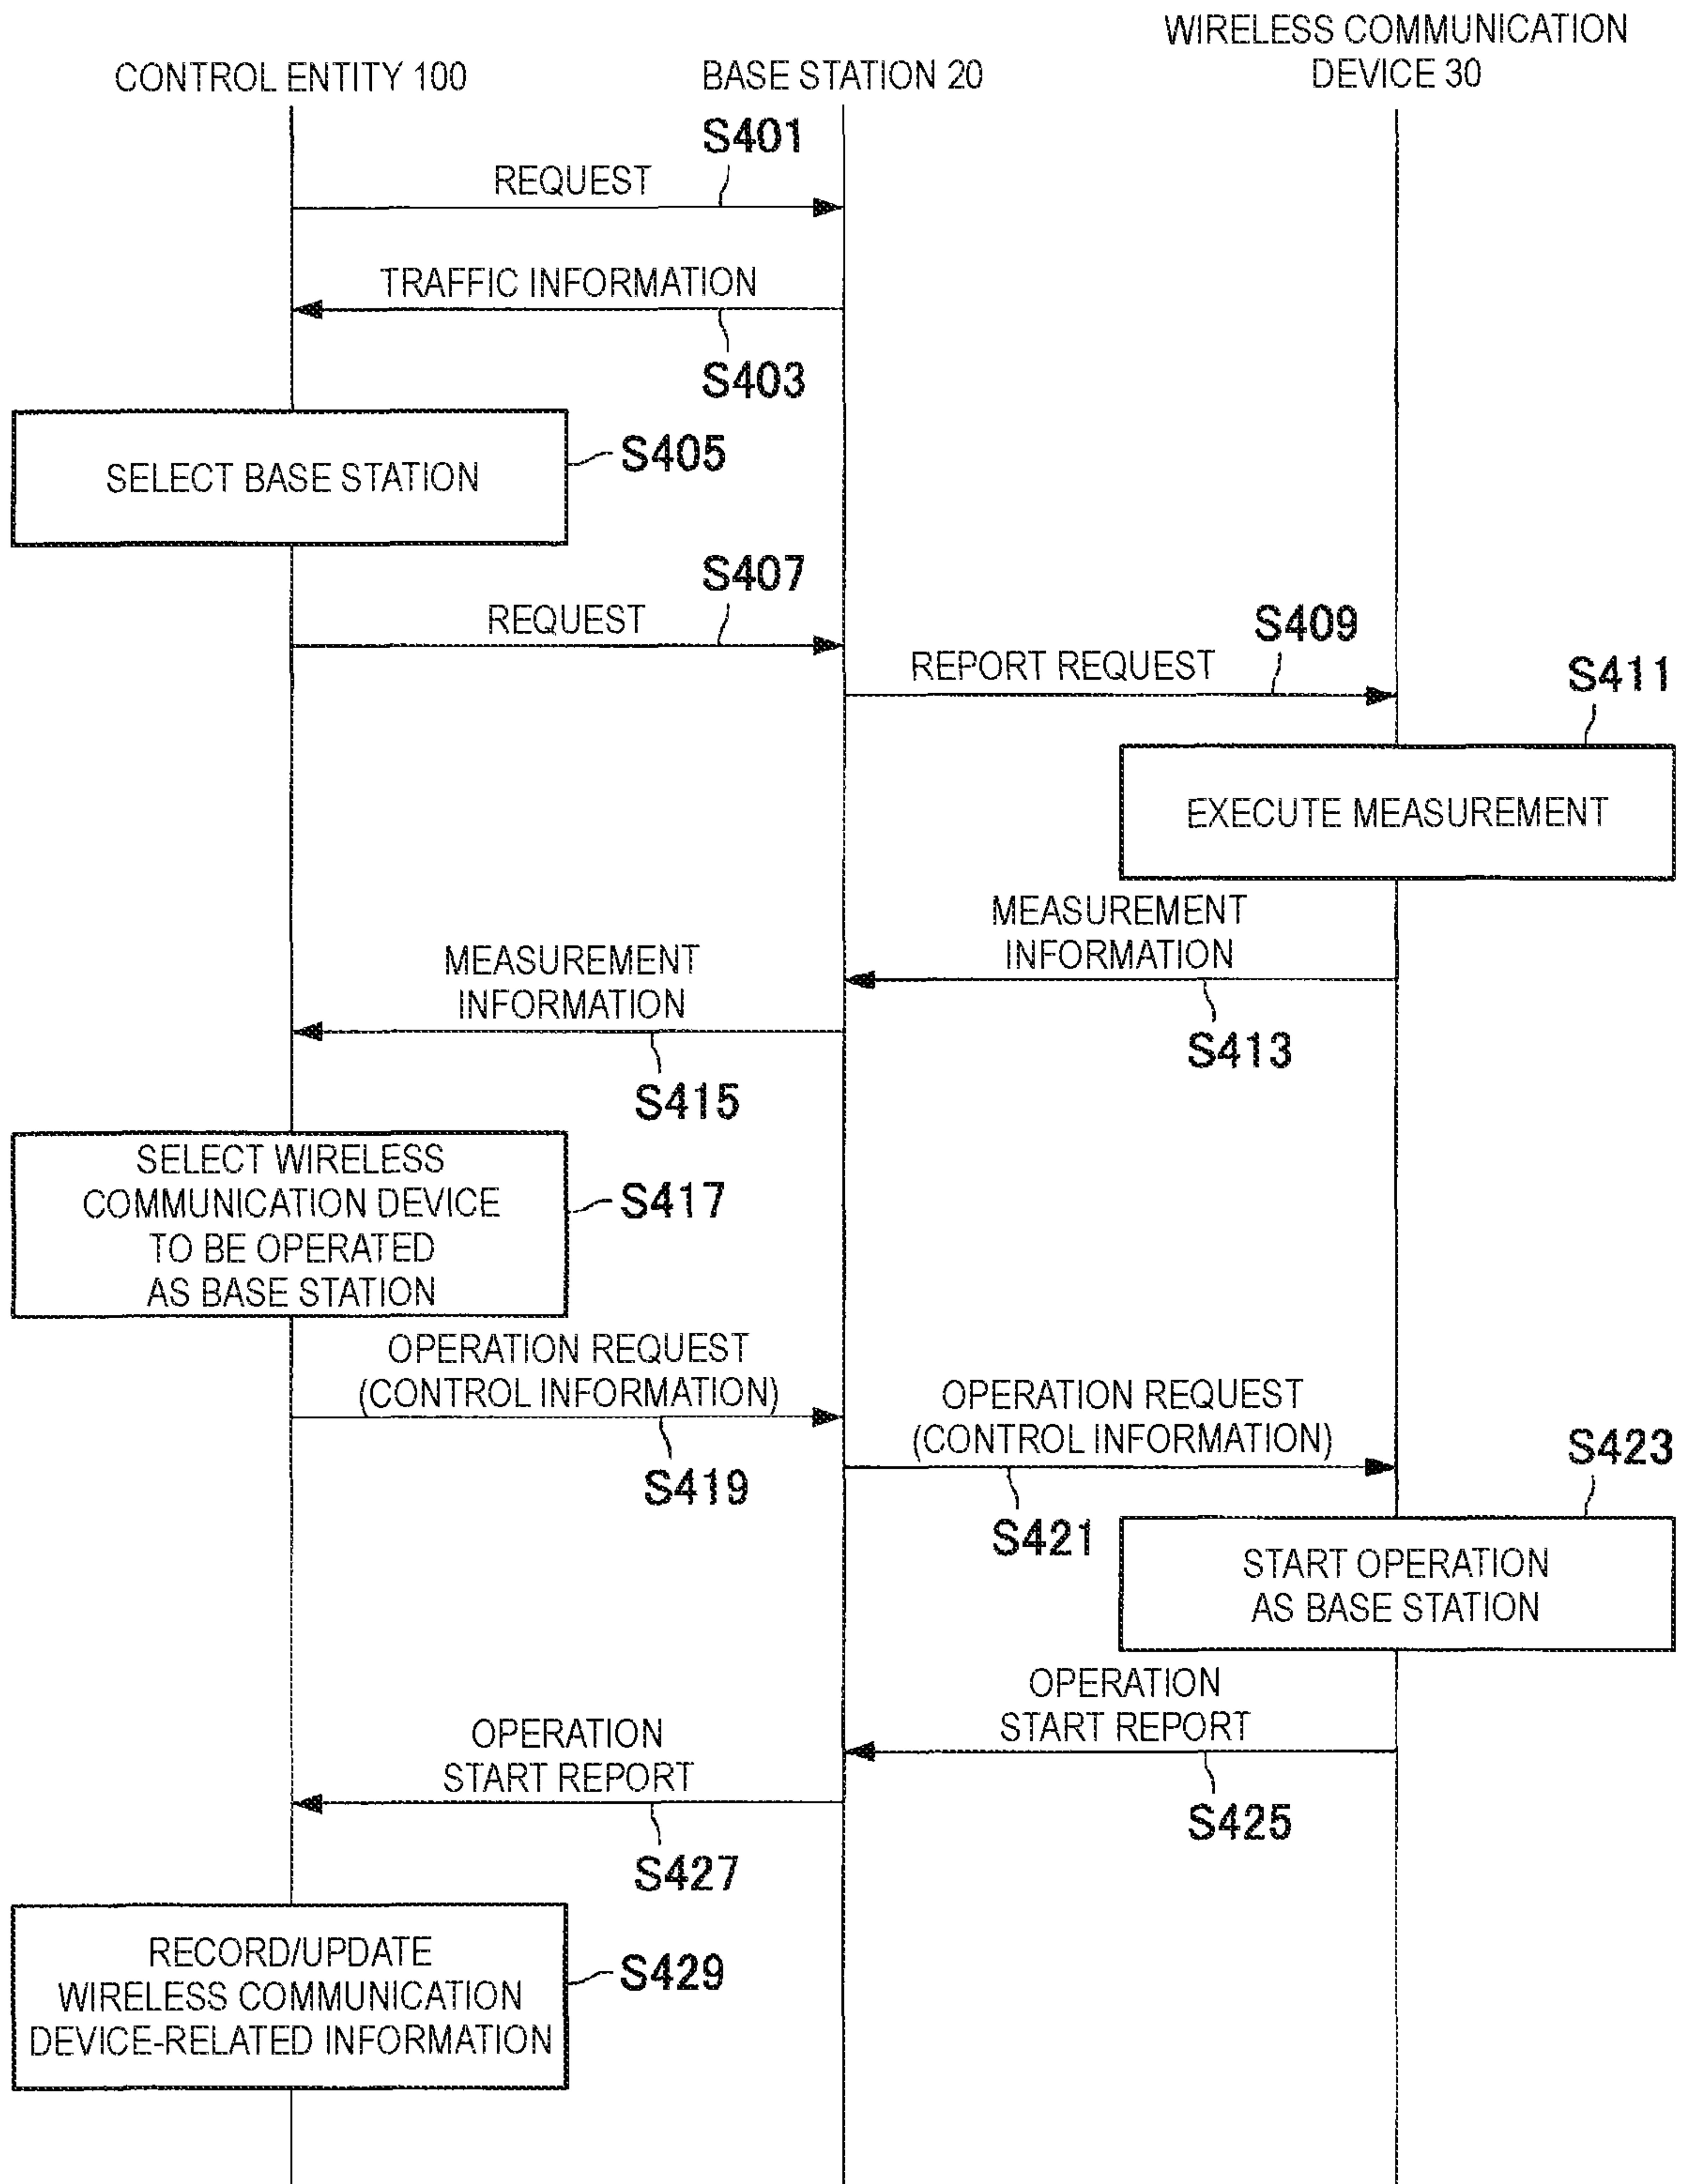 CONTROL ENTITY 100
BASE STATION 20
WIRELESS COMMUNICATION
DEVICE 30
S401
REQUEST
TRAFFIC INFORMATION
S403
SELECT BASE STATION
S405
S407
REQUEST
S409
REPORT REQUEST
S411
EXECUTE MEASUREMENT
MEASUREMENT
INFORMATION
S413
MEASUREMENT
INFORMATION
S415
SELECT WIRELESS
COMMUNICATION DEVICE
TO BE OPERATED
AS BASE STATION
S417
OPERATION REQUEST
(CONTROL INFORMATION)
S419
OPERATION REQUEST
(CONTROL INFORMATION)
S421
S423
START OPERATION
AS BASE STATION
OPERATION
START REPORT
S425
OPERATION
START REPORT
S427
RECORD/UPDATE
WIRELESS COMMUNICATION
DEVICE-RELATED INFORMATION
S429